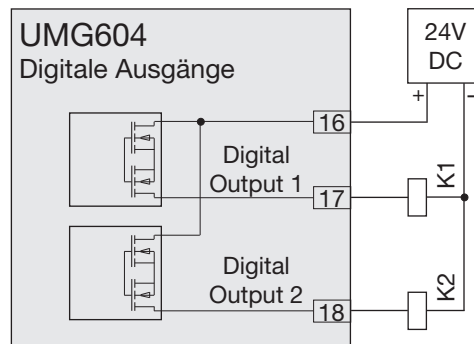 UMG604
Digitale Ausgänge
24V
DC
+ -
16
Digital
Output 1
17
K1
Digital
Output 2
18
K2